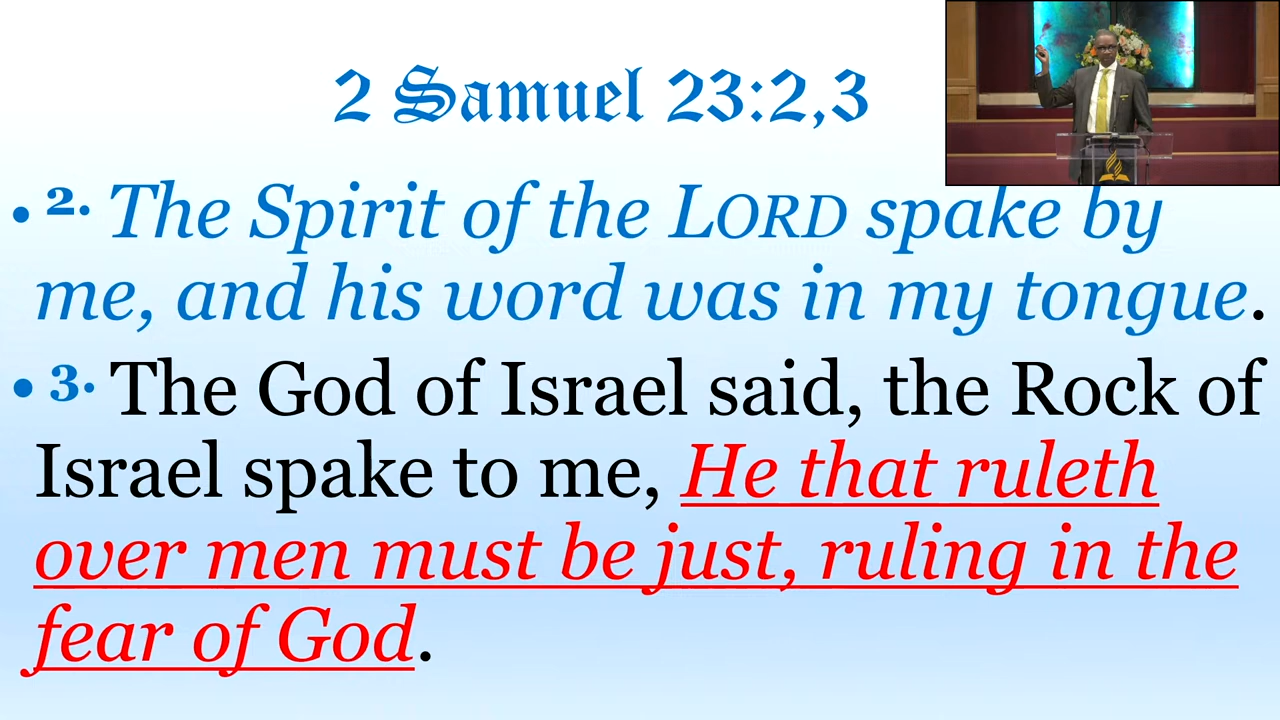 2 Samuel 23:2,3
• 2. The Spirit of the LORD spake by
me, and his word was in my tongue.
• 3. The God of Israel said, the Rock of
Israel spake to me, He that ruleth
over men must be just, ruling in the
fear of God.